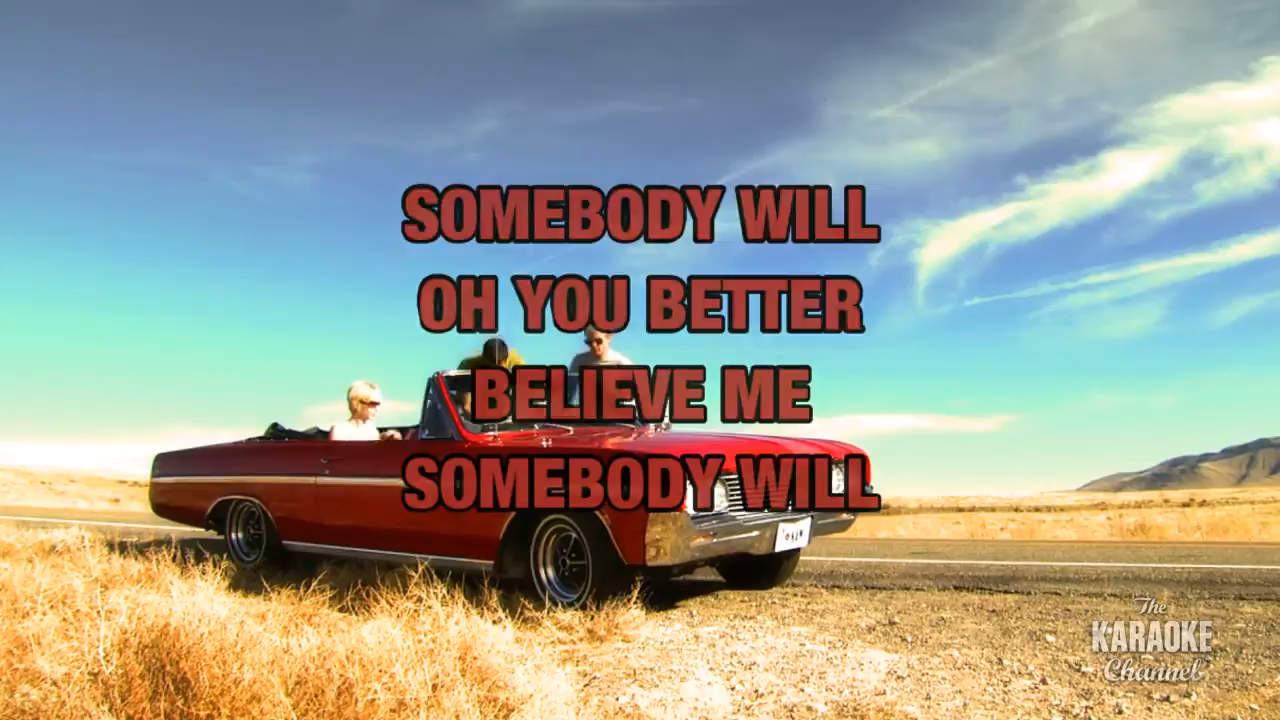 SOMEBODY WILL
OH YOU BETTER
BELIEVE ME
SOMEBODY WILL
The
KARAOKE
Channel